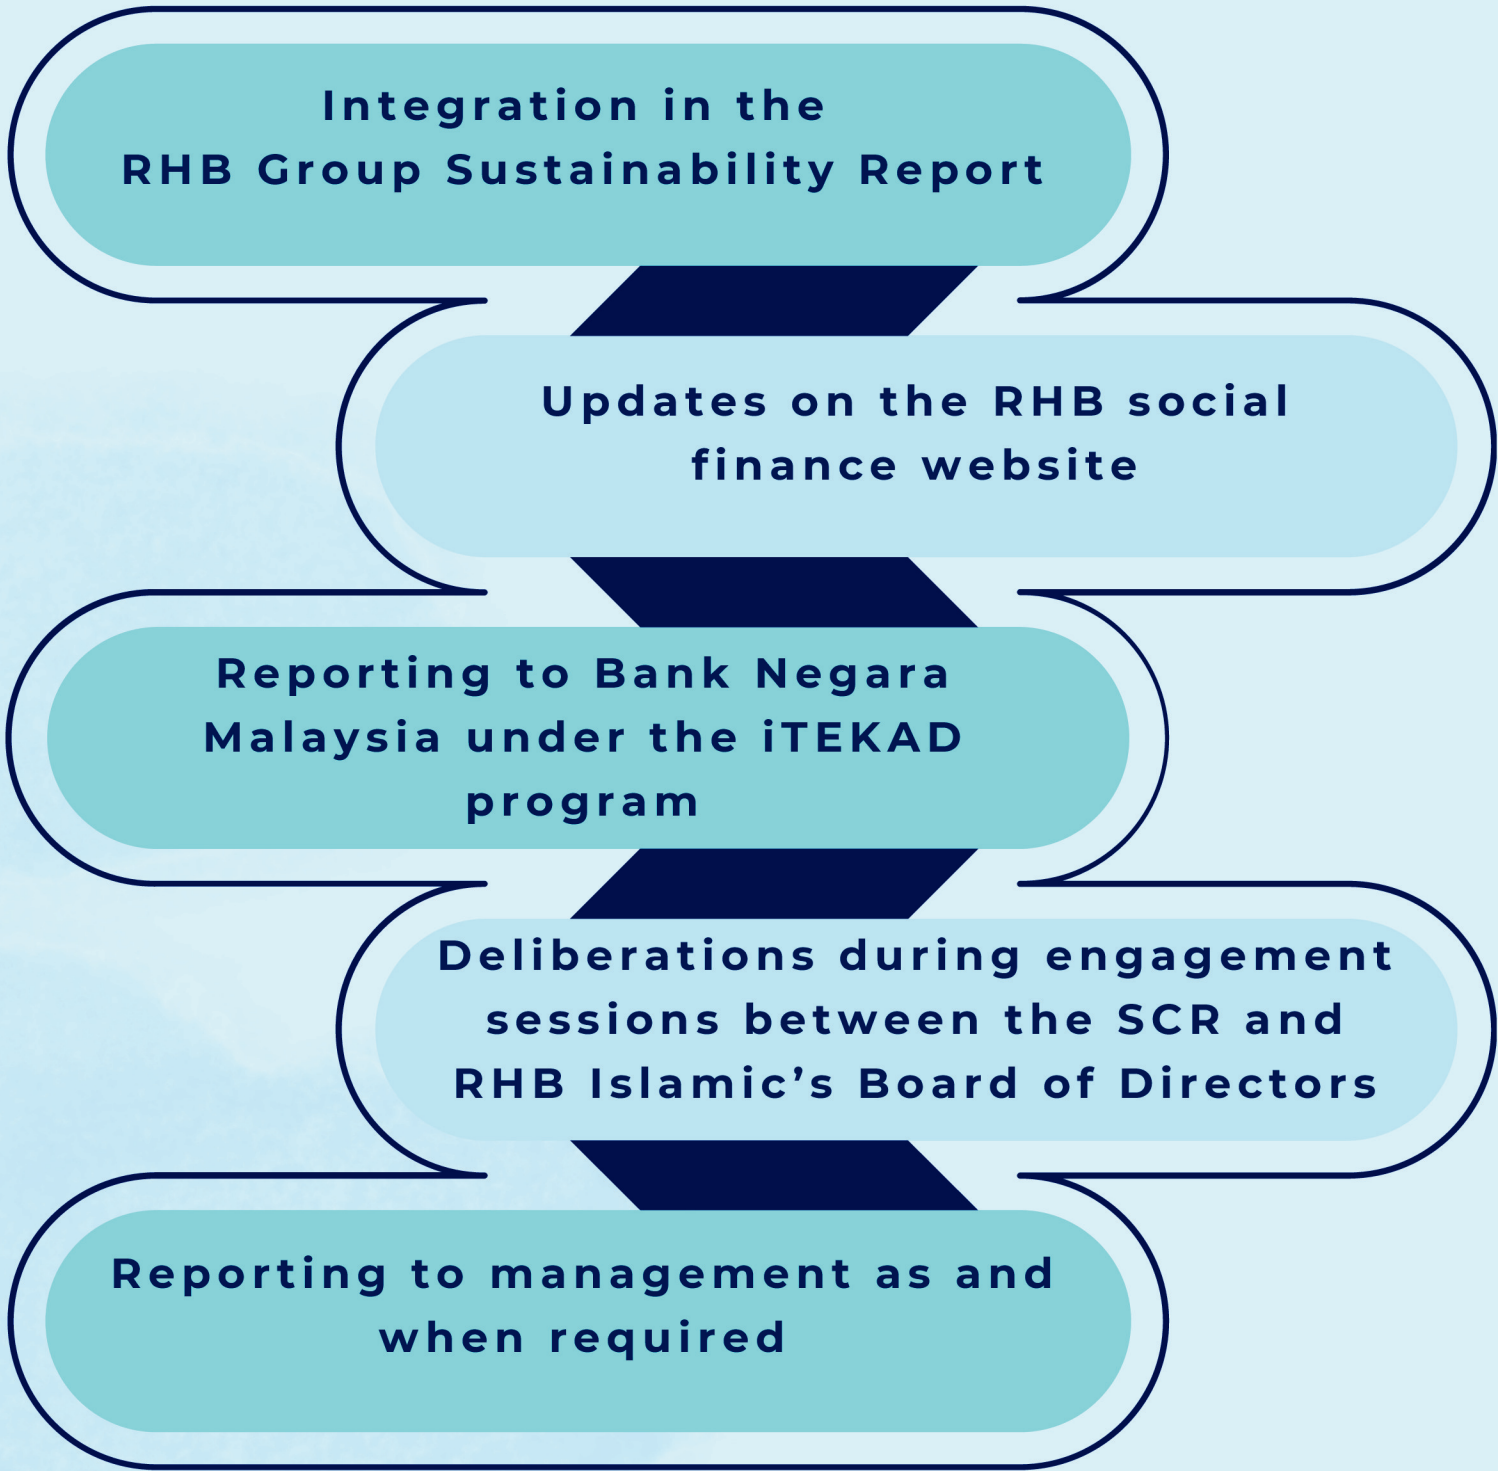 Integration in the
RHB Group Sustainability Report
Updates on the RHB social
finance website
Reporting to Bank Negara
Malaysia under the iTEKAD
program
Deliberations during engagement
sessions between the SCR and
RHB Islamic’s Board of Directors
Reporting to management as and
when required